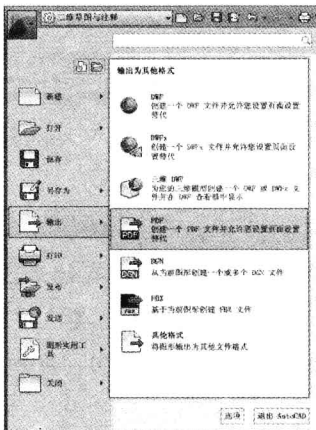 二维草图与注释
输出为其他格式
新建
打开
保存
另存为
输出
打印
发布
发送
图形实用工
具
关闭
DWF
创建一个 DWF 文件并允许您设置页面设置
替代
DWFx
创建一个 DWFx 文件并允许您设置页面设
置替代
三维 DWF
为您的三维模型创建一个 DWF 或 DWFx 文
件并在 DWF 查看器中显示
PDF
PDF
创建一个 PDF 文件并允许您设置页面设置
替代
DGN
DGN
从当前图形创建一个或多个 DGN 文件
FBX
FBX
基于当前图形创建 FBX 文件
其他格式
将图形输出为其他文件格式
选项
退出 AutoCAD